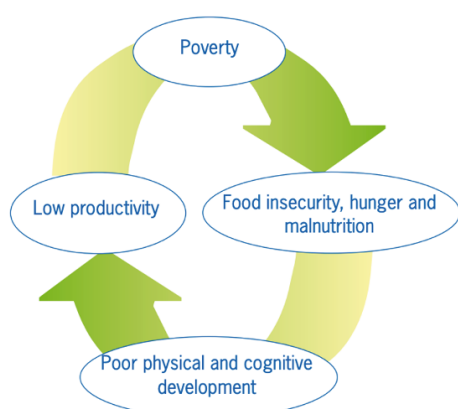 Poverty
Low productivity
Food insecurity, hunger and
malnutrition
Poor physical and cognitive
development